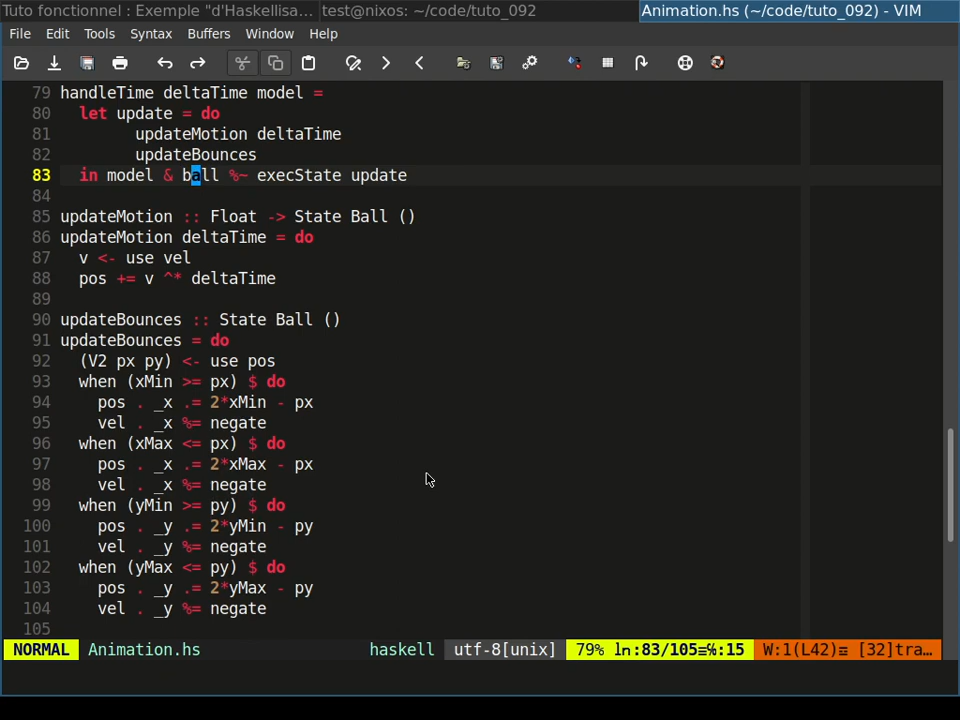 Tuto fonctionnel : Exemple "d'Haskellisa... test@nixos: ~/code/tuto_092 Animation.hs (~/code/tuto_092) - VIM
File Edit Tools Syntax Buffers Window Help
79 handleTime deltaTime model =
80   let update = do
81         updateMotion deltaTime
82         updateBounces
83   in model & ball %~ execState update
84
85 updateMotion :: Float -> State Ball ()
86 updateMotion deltaTime = do
87   v <- use vel
88   pos += v ^* deltaTime
89
90 updateBounces :: State Ball ()
91 updateBounces = do
92   (V2 px py) <- use pos
93   when (xMin >= px) $ do
94     pos . _x .= 2*xMin - px
95     vel . _x %= negate
96   when (xMax <= px) $ do
97     pos . _x .= 2*xMax - px
98     vel . _x %= negate
99   when (yMin >= py) $ do
100     pos . _y .= 2*yMin - py
101     vel . _y %= negate
102   when (yMax <= py) $ do
103     pos . _y .= 2*yMax - py
104     vel . _y %= negate
105
NORMAL Animation.hs haskell utf-8[unix] 79% ln:83/105≡℅:15 W:1(L42)☲ [32]tra...